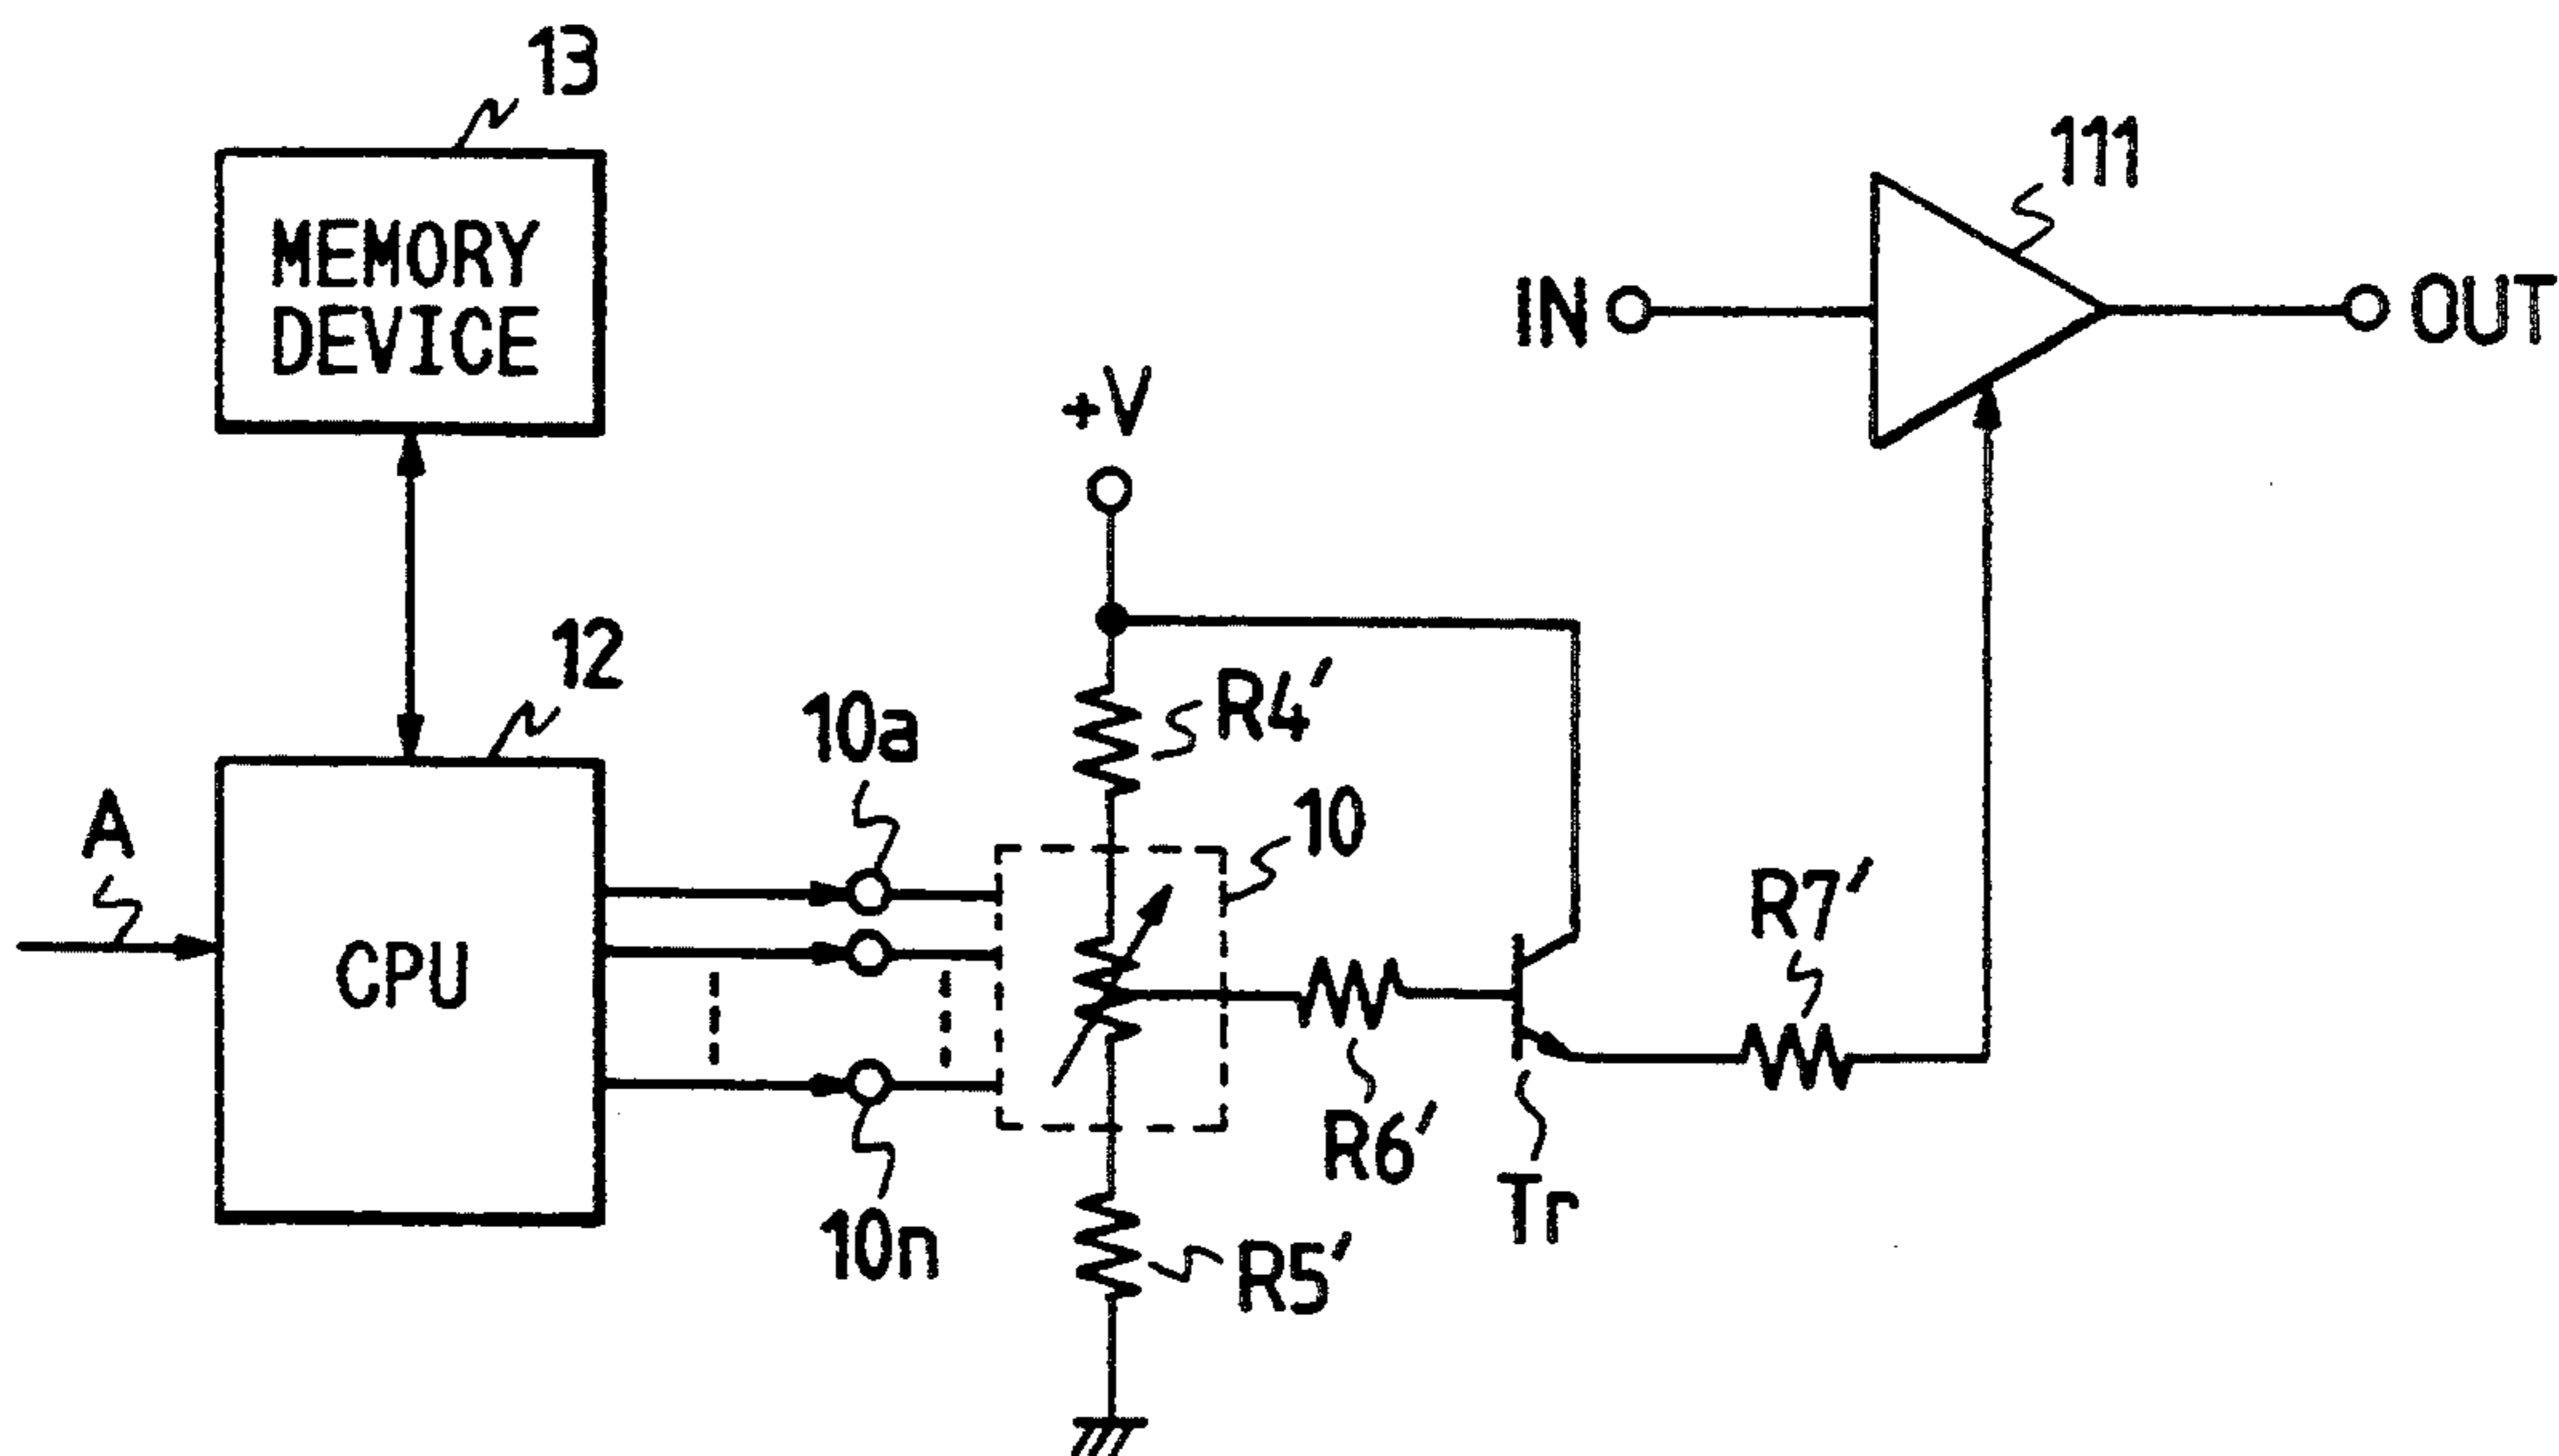 13
MEMORY
DEVICE
111
IN
OUT
+V
12
10a
R4′
A
10
CPU
R7′
R6′
Tr
10n
R5′